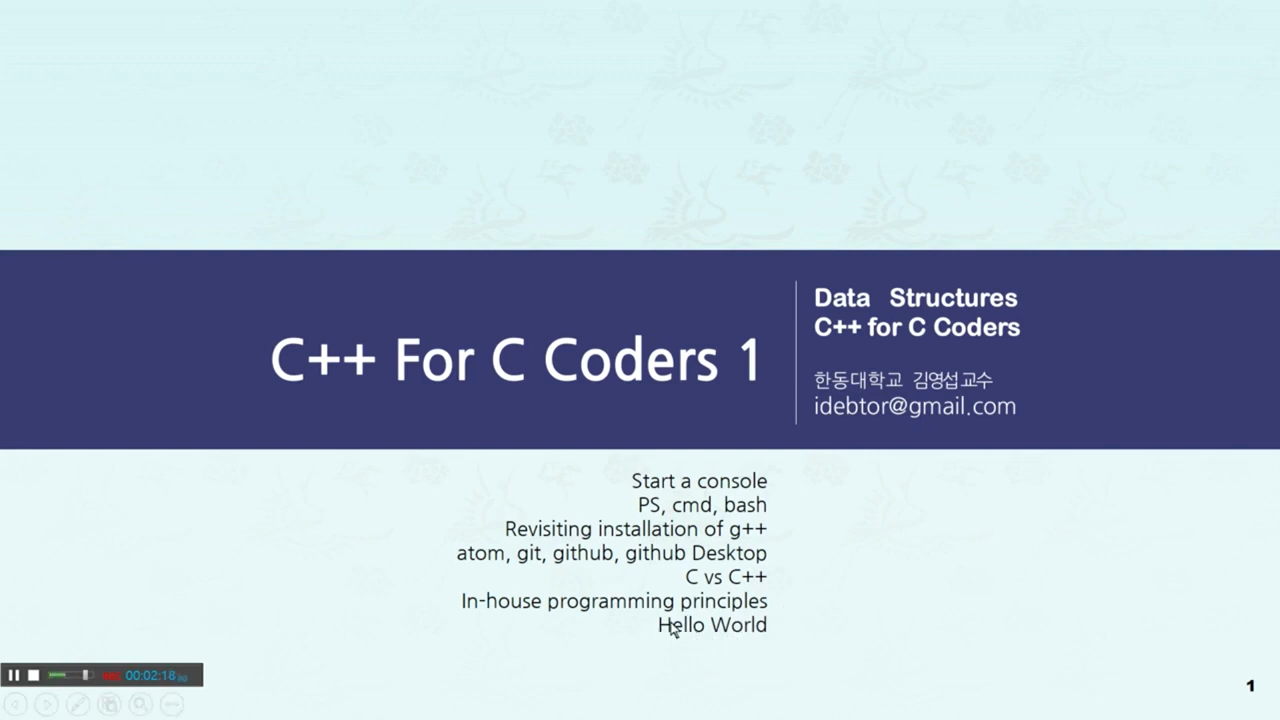 C++ For C Coders 1
Data Structures
C++ for C Coders
한동대학교 김영섭교수
idebtor@gmail.com
Start a console
PS, cmd, bash
Revisiting installation of g++
atom, git, github, github Desktop
C vs C++
In-house programming principles
Hello World
00:02:18
1